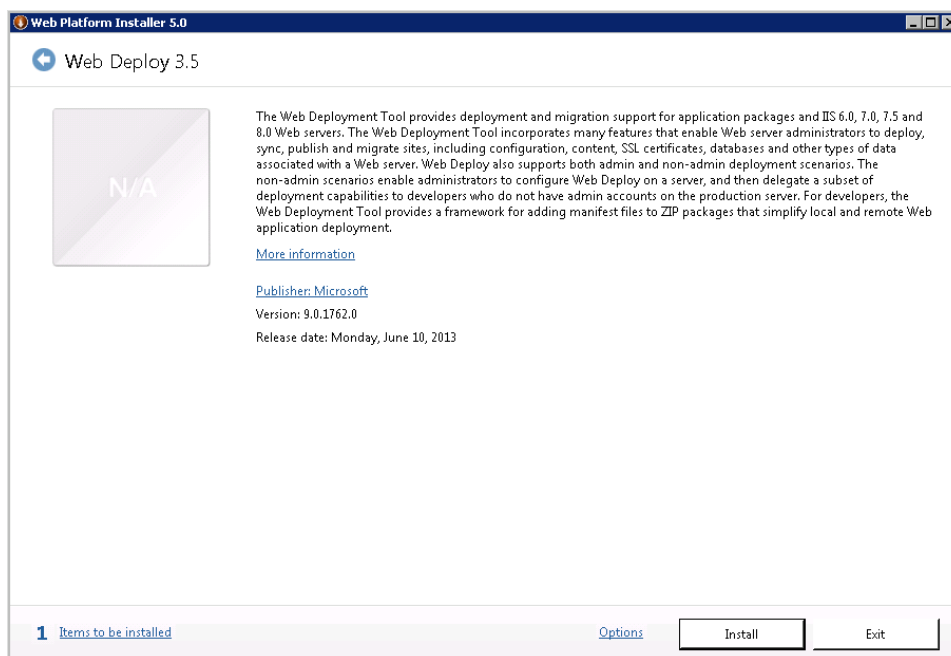 Web Platform Installer 5.0
Web Deploy 3.5
N/A
The Web Deployment Tool provides deployment and migration support for application packages and IIS 6.0, 7.0, 7.5 and
8.0 Web servers. The Web Deployment Tool incorporates many features that enable Web server administrators to deploy,
sync, publish and migrate sites, including configuration, content, SSL certificates, databases and other types of data
associated with a Web server. Web Deploy also supports both admin and non-admin deployment scenarios. The
non-admin scenarios enable administrators to configure Web Deploy on a server, and then delegate a subset of
deployment capabilities to developers who do not have admin accounts on the production server. For developers, the
Web Deployment Tool provides a framework for adding manifest files to ZIP packages that simplify local and remote Web
application deployment.
More information
Publisher: Microsoft
Version: 9.0.1762.0
Release date: Monday, June 10, 2013
1 Items to be installed Options Install Exit